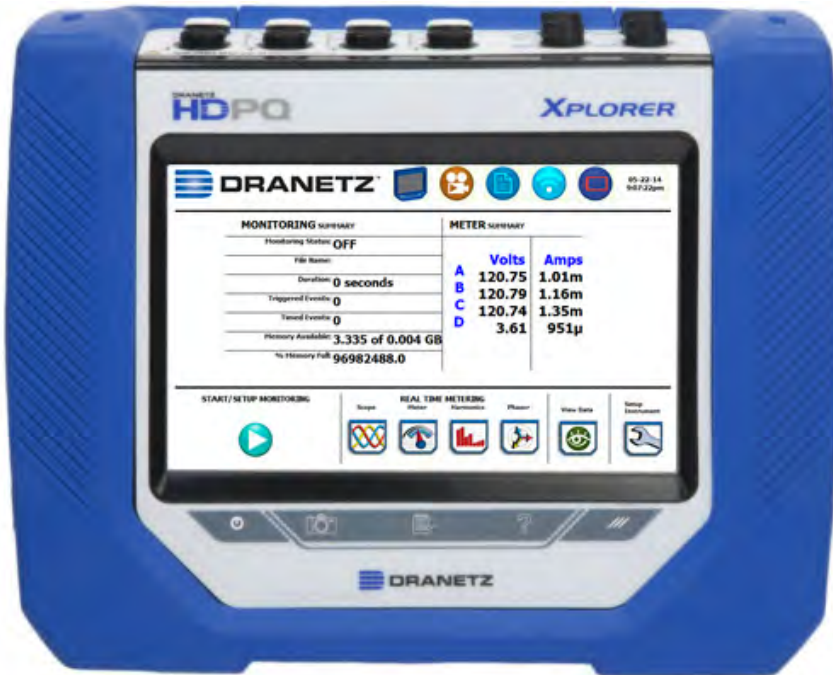 DRANETZ
HDPQ
XPLORER
DRANETZ
05-22-14
9:07:22pm
MONITORING SUMMARY
Monitoring Status: OFF
File Name:
Duration: 0 seconds
Triggered Events: 0
Timed Events: 0
Memory Available: 3.335 of 0.004 GB
% Memory Full: 96982488.0
METER SUMMARY
Volts Amps
A 120.75 1.01m
B 120.79 1.16m
C 120.74 1.35m
D 3.61 951µ
START/SETUP MONITORING
REAL TIME METERING
Scope Meter Harmonics Phasor
View Data
Setup
Instrument
DRANETZ